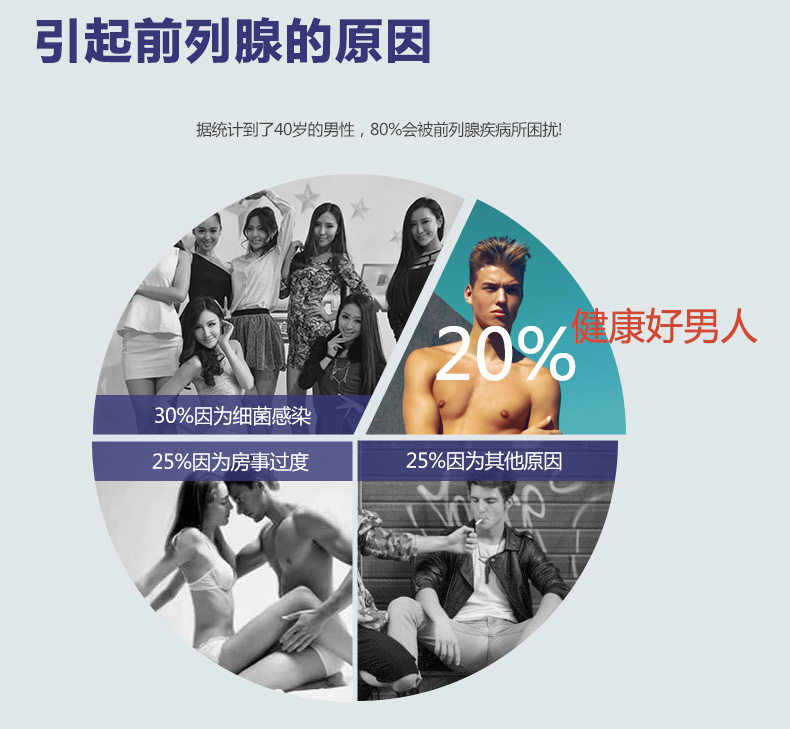 引起前列腺的原因
据统计到了40岁的男性，80%会被前列腺疾病所困扰!
健康好男人
20%
30%因为细菌感染
25%因为房事过度
25%因为其他原因